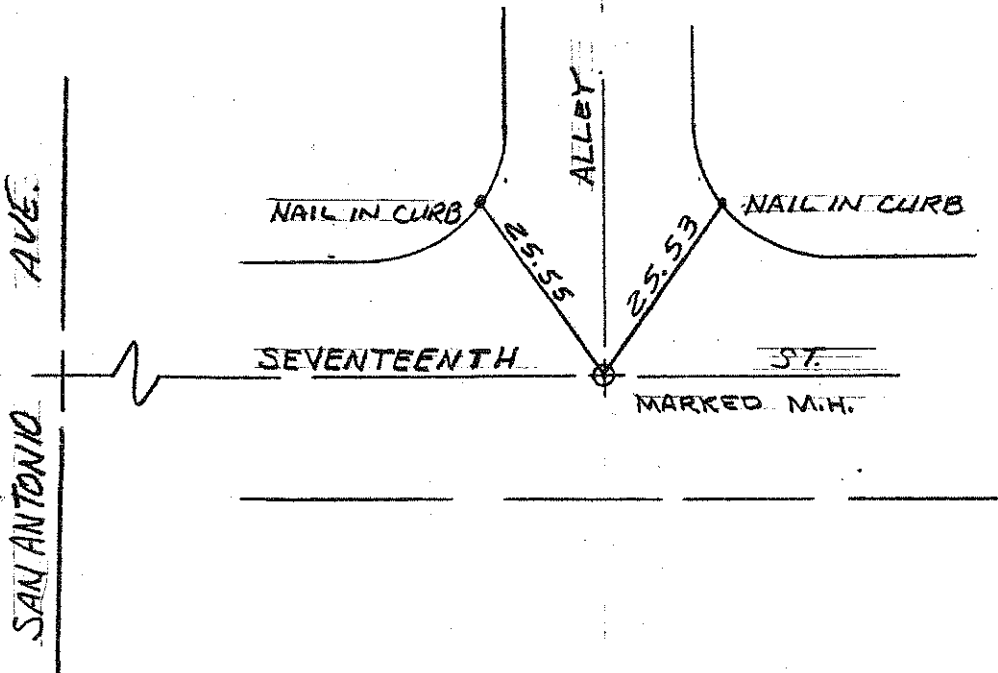 SAN ANTONIO AVE.
ALLEY
NAIL IN CURB
NAIL IN CURB
25.55
25.53
SEVENTEENTH ST.
MARKED M.H.